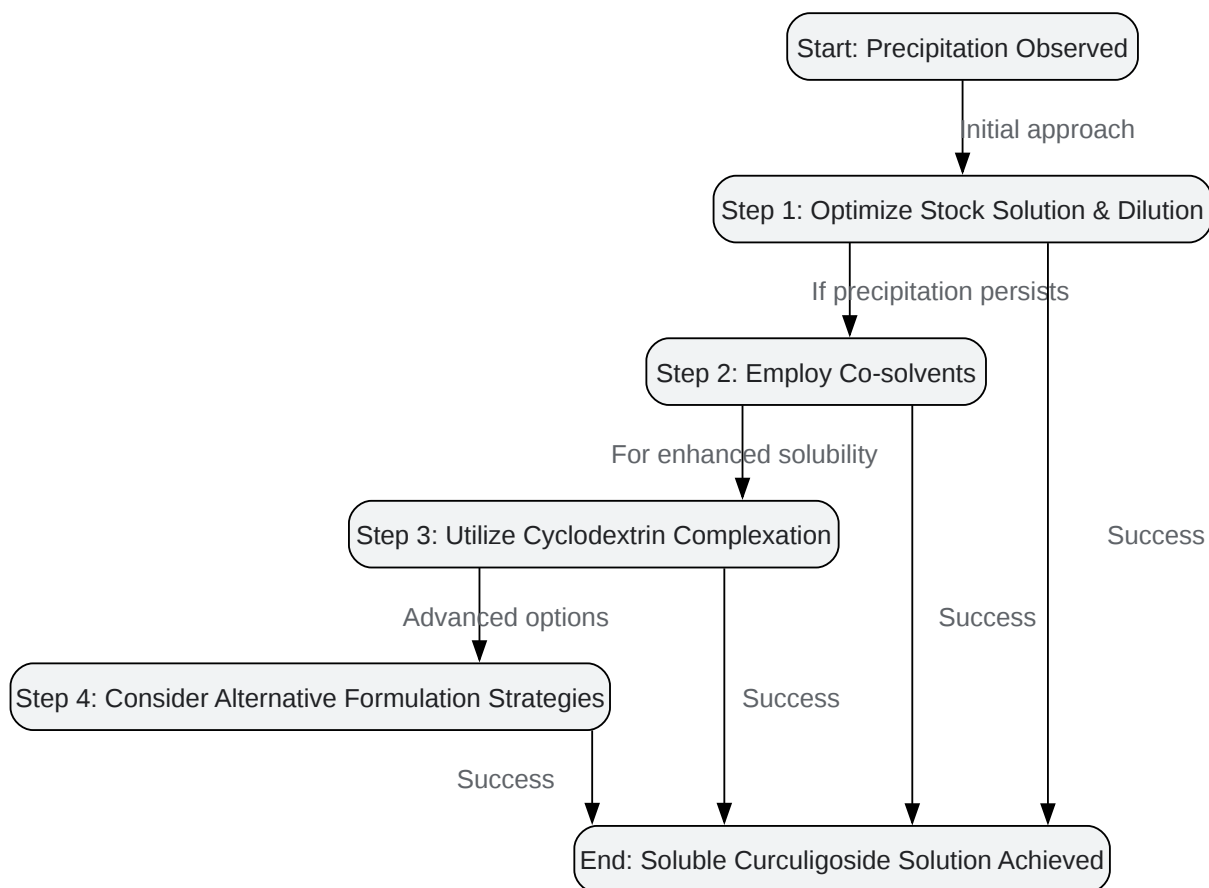 Start: Precipitation Observed
Initial approach
Step 1: Optimize Stock Solution & Dilution
If precipitation persists
Step 2: Employ Co-solvents
For enhanced solubility
Step 3: Utilize Cyclodextrin Complexation
Success
Advanced options
Success
Step 4: Consider Alternative Formulation Strategies
Success
Success
End: Soluble Curculigoside Solution Achieved